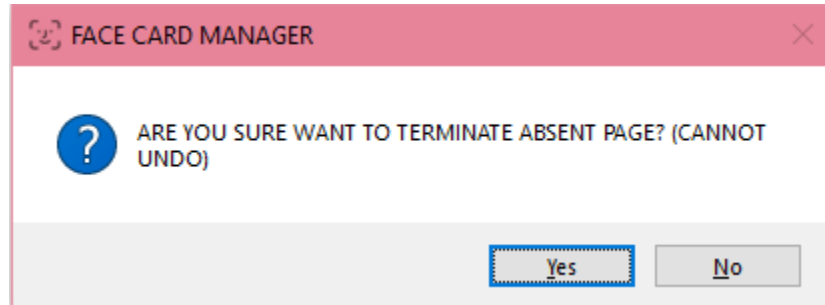 FACE CARD MANAGER
ARE YOU SURE WANT TO TERMINATE ABSENT PAGE? (CANNOT
UNDO)
Yes
No